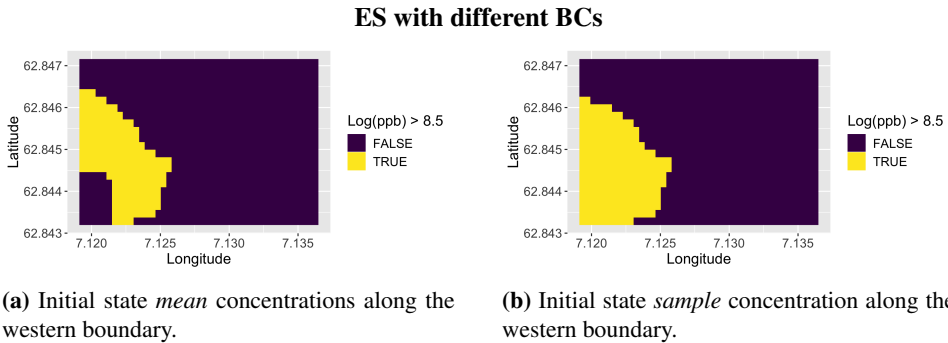 ES with different BCs
62.847
62.846
62.845
62.844
62.843
Latitude
7.120 7.125 7.130 7.135
Longitude
Log(ppb) > 8.5
FALSE
TRUE
62.847
62.846
62.845
62.844
62.843
Latitude
7.120 7.125 7.130 7.135
Longitude
Log(ppb) > 8.5
FALSE
TRUE
(a) Initial state mean concentrations along the
western boundary.
(b) Initial state sample concentration along the
western boundary.